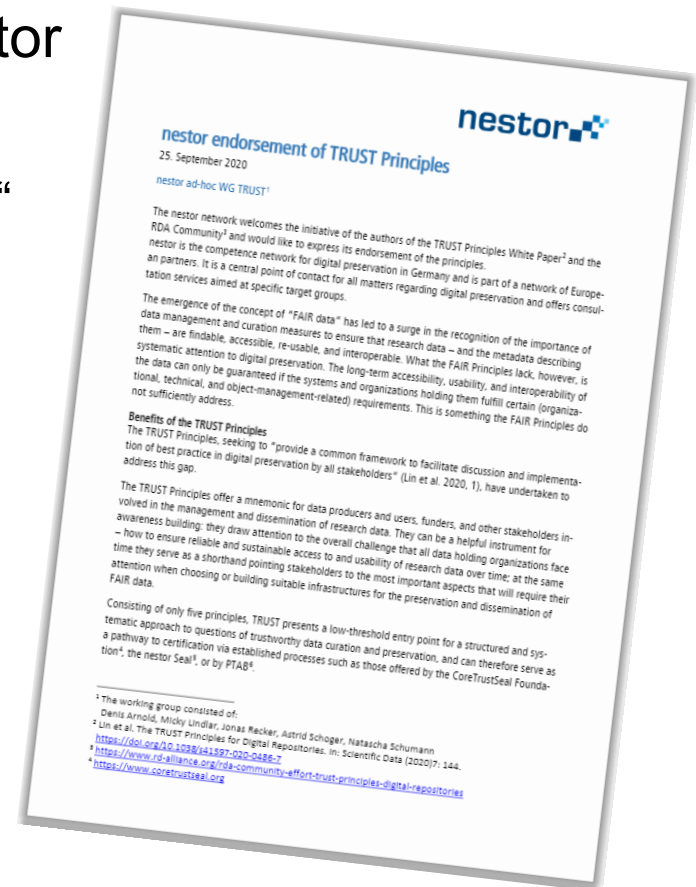 tor
“
nestor
nestor endorsement of TRUST Principles
25. September 2020
nestor ad-hoc WG TRUST¹
The nestor network welcomes the initiative of the authors of the TRUST Principles White Paper² and the
RDA Community³ and would like to express its endorsement of the principles.
nestor is the competence network for digital preservation in Germany and is part of a network of Europe-
an partners. It is a central point of contact for all matters regarding digital preservation and offers consul-
tation services aimed at specific target groups.
The emergence of the concept of “FAIR data” has led to a surge in the recognition of the importance of
data management and curation measures to ensure that research data – and the metadata describing
them – are findable, accessible, re-usable, and interoperable. What the FAIR Principles lack, however, is
systematic attention to digital preservation. The long-term accessibility, usability, and interoperability of
the data can only be guaranteed if the systems and organizations holding them fulfill certain (organiza-
tional, technical, and object-management-related) requirements. This is something the FAIR Principles do
not sufficiently address.
Benefits of the TRUST Principles
The TRUST Principles, seeking to “provide a common framework to facilitate discussion and implementa-
tion of best practice in digital preservation by all stakeholders” (Lin et al. 2020, 1), have undertaken to
address this gap.
The TRUST Principles offer a mnemonic for data producers and users, funders, and other stakeholders in-
volved in the management and dissemination of research data. They can be a helpful instrument for
awareness building: they draw attention to the overall challenge that all data holding organizations face
– how to ensure reliable and sustainable access to and usability of research data over time; at the same
time they serve as a shorthand pointing stakeholders to the most important aspects that will require their
attention when choosing or building suitable infrastructures for the preservation and dissemination of
FAIR data.
Consisting of only five principles, TRUST presents a low-threshold entry point for a structured and sys-
tematic approach to questions of trustworthy data curation and preservation, and can therefore serve as
a pathway to certification via established processes such as those offered by the CoreTrustSeal Founda-
tion⁴, the nestor Seal⁵, or by PTAB⁶.
¹ The working group consisted of:
Denis Arnold, Micky Lindlar, Jonas Recker, Astrid Schoger, Natascha Schumann
² Lin et al. The TRUST Principles for Digital Repositories. In: Scientific Data (2020)7: 144.
https://doi.org/10.1038/s41597-020-0486-7
³ https://www.rd-alliance.org/rda-community-effort-trust-principles-digital-repositories
⁴ https://www.coretrustseal.org